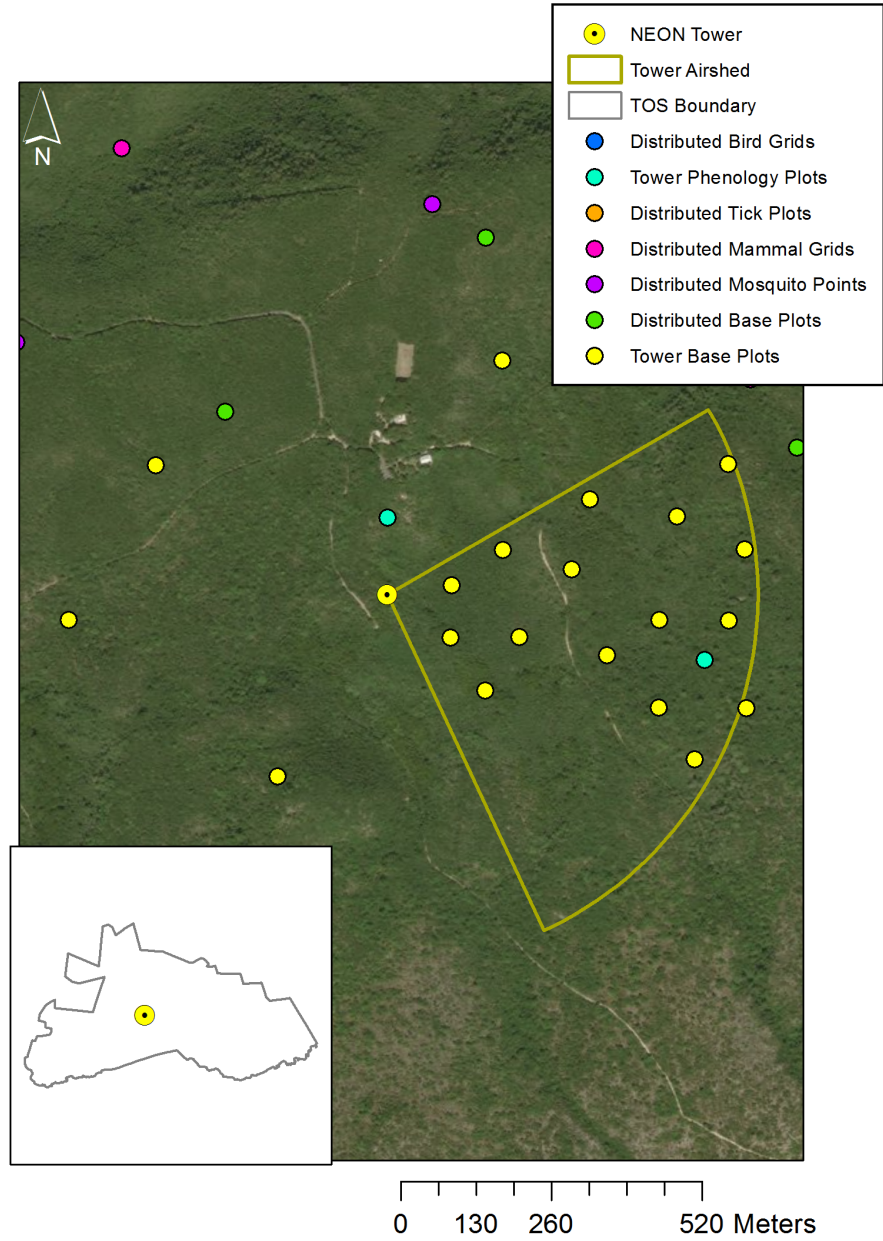 NEON Tower
Tower Airshed
TOS Boundary
Distributed Bird Grids
Tower Phenology Plots
Distributed Tick Plots
Distributed Mammal Grids
Distributed Mosquito Points
Distributed Base Plots
Tower Base Plots
N
0 130 260 520 Meters